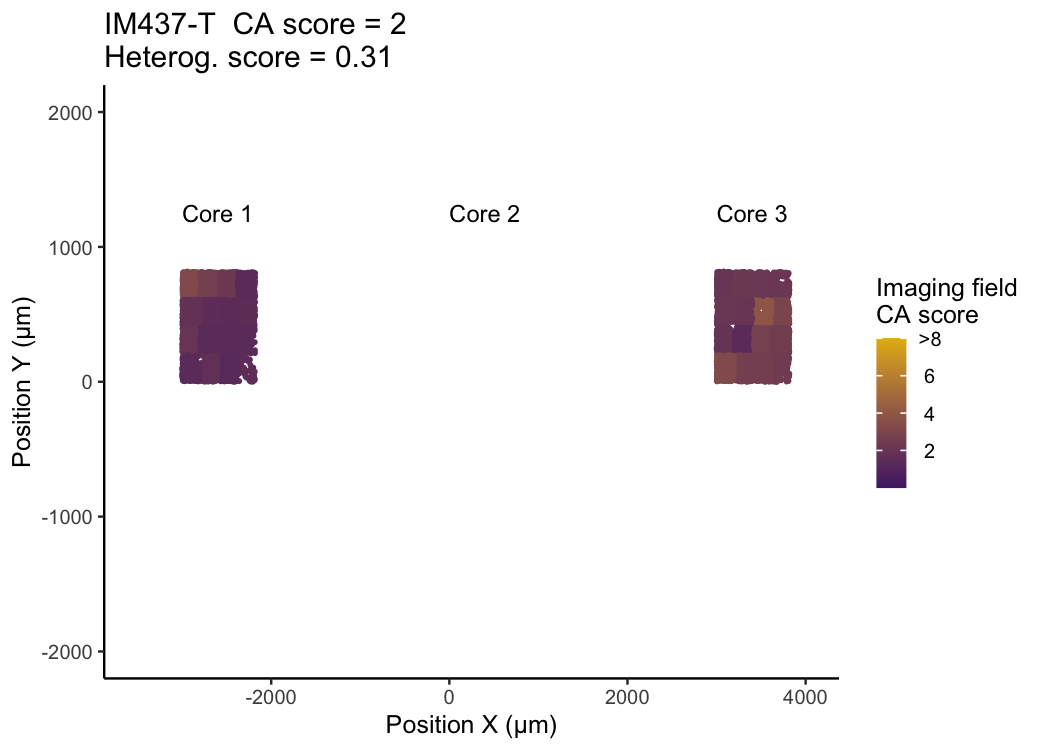 IM437-T  CA score = 2
Heterog. score = 0.31
2000
1000
0
-1000
-2000
Position Y (µm)
Core 1
Core 2
Core 3
-2000
0
2000
4000
Position X (µm)
Imaging field
CA score
>8
6
4
2